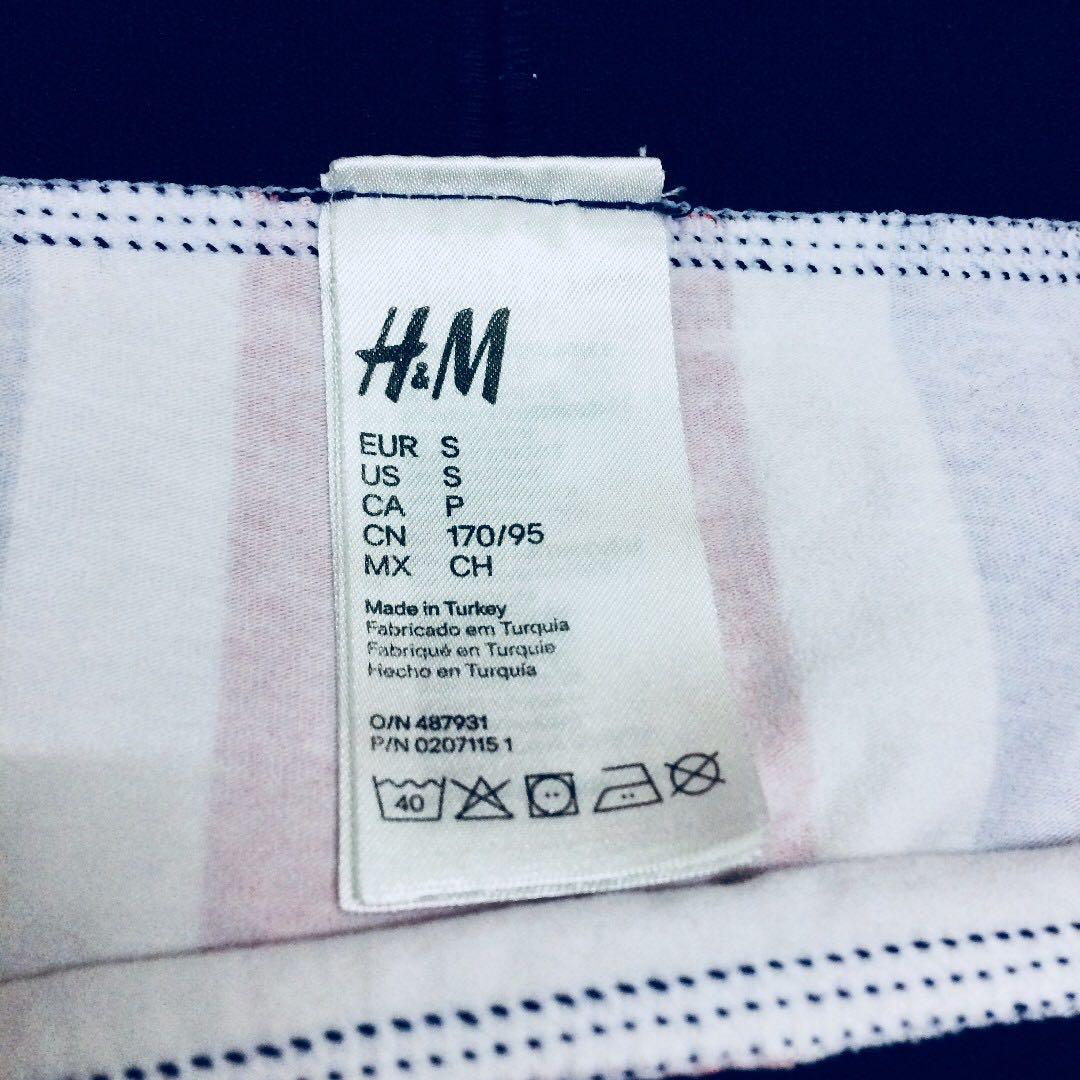 H&M
EUR S
US S
CA P
CN 170/95
MX CH
Made in Turkey
Fabricado em Turquia
Fabriqué en Turquie
Hecho en Turquía
O/N 487931
P/N 0207115 1
40